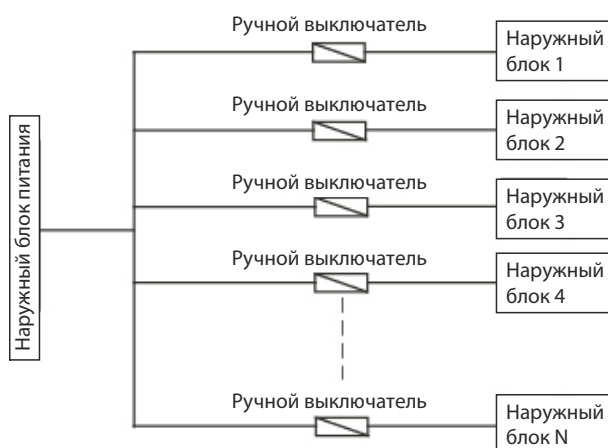 Наружный блок питания
Ручной выключатель
Наружный
блок 1
Ручной выключатель
Наружный
блок 2
Ручной выключатель
Наружный
блок 3
Ручной выключатель
Наружный
блок 4
Ручной выключатель
Наружный
блок N